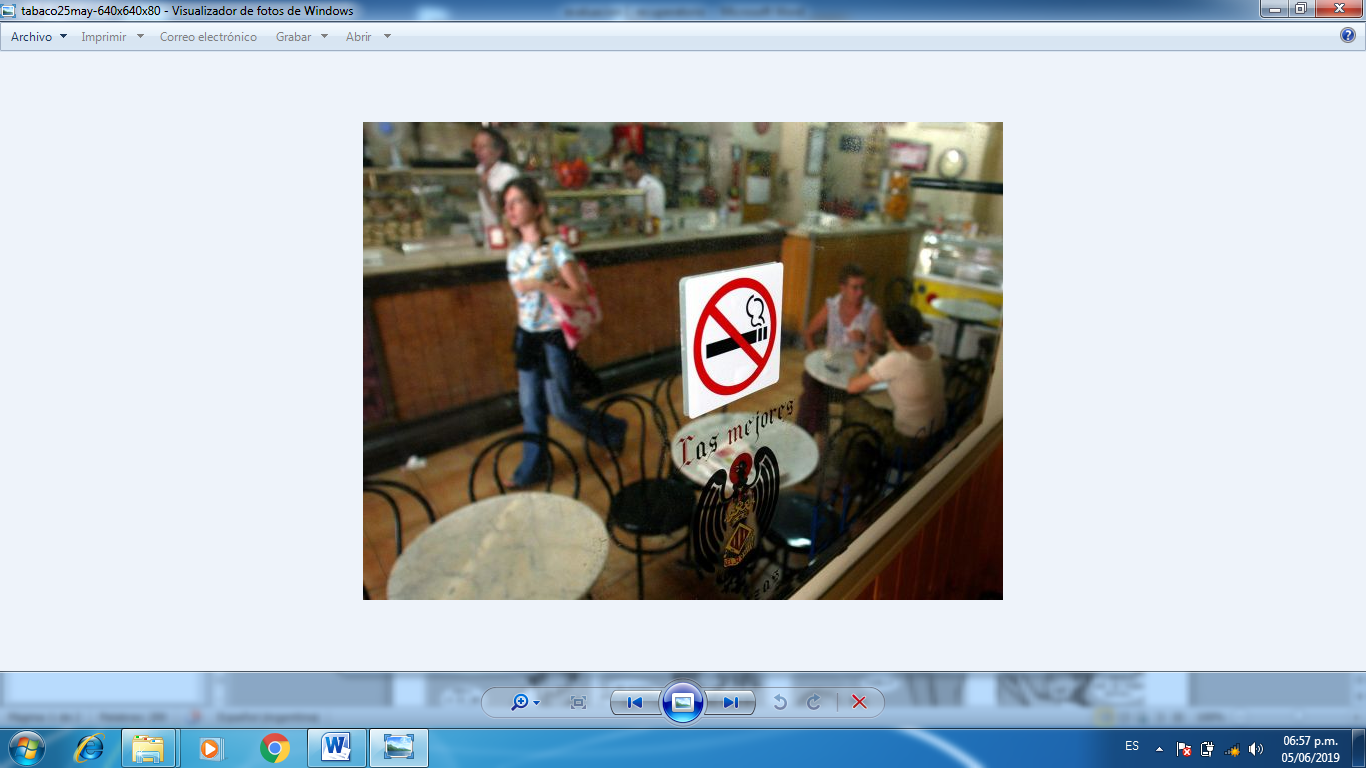 tabaco25may-640x640x80 - Visualizador de fotos de Windows
Archivo Imprimir Correo electrónico Grabar Abrir
Las mejores
ES
06:57 p.m.
05/06/2019